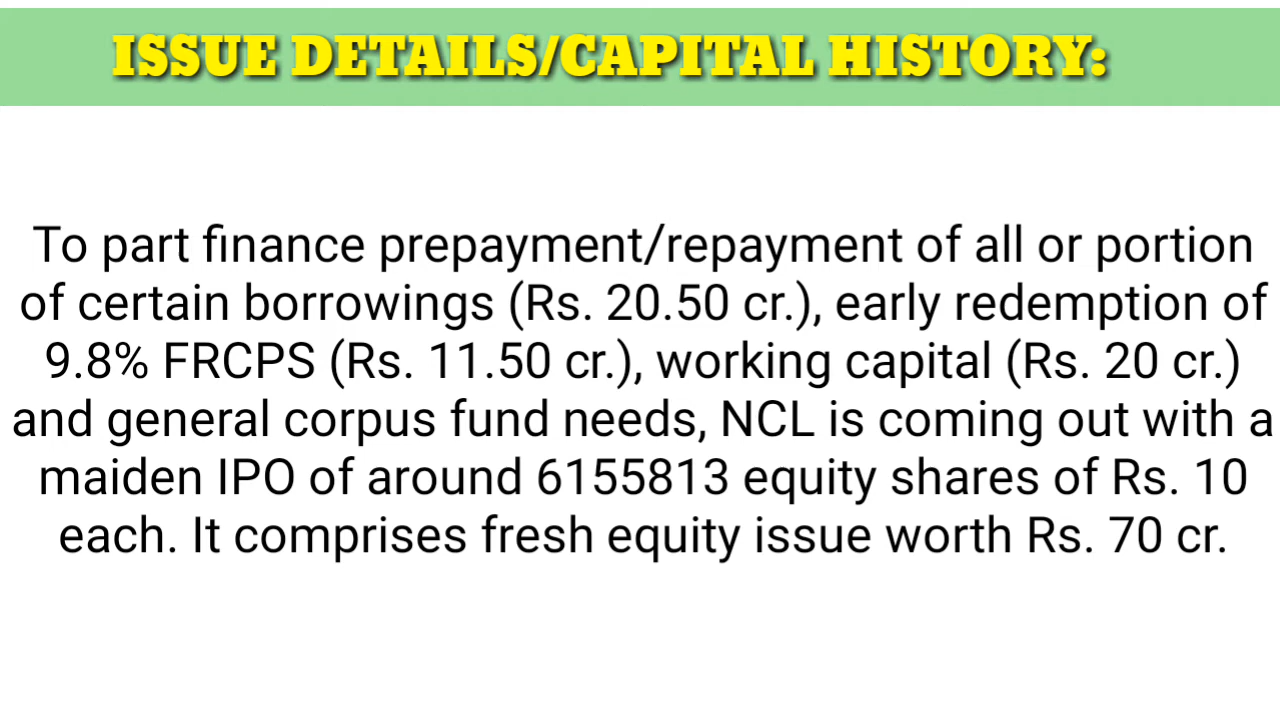 ISSUE DETAILS/CAPITAL HISTORY:
To part finance prepayment/repayment of all or portion
of certain borrowings (Rs. 20.50 cr.), early redemption of
9.8% FRCPS (Rs. 11.50 cr.), working capital (Rs. 20 cr.)
and general corpus fund needs, NCL is coming out with a
maiden IPO of around 6155813 equity shares of Rs. 10
each. It comprises fresh equity issue worth Rs. 70 cr.